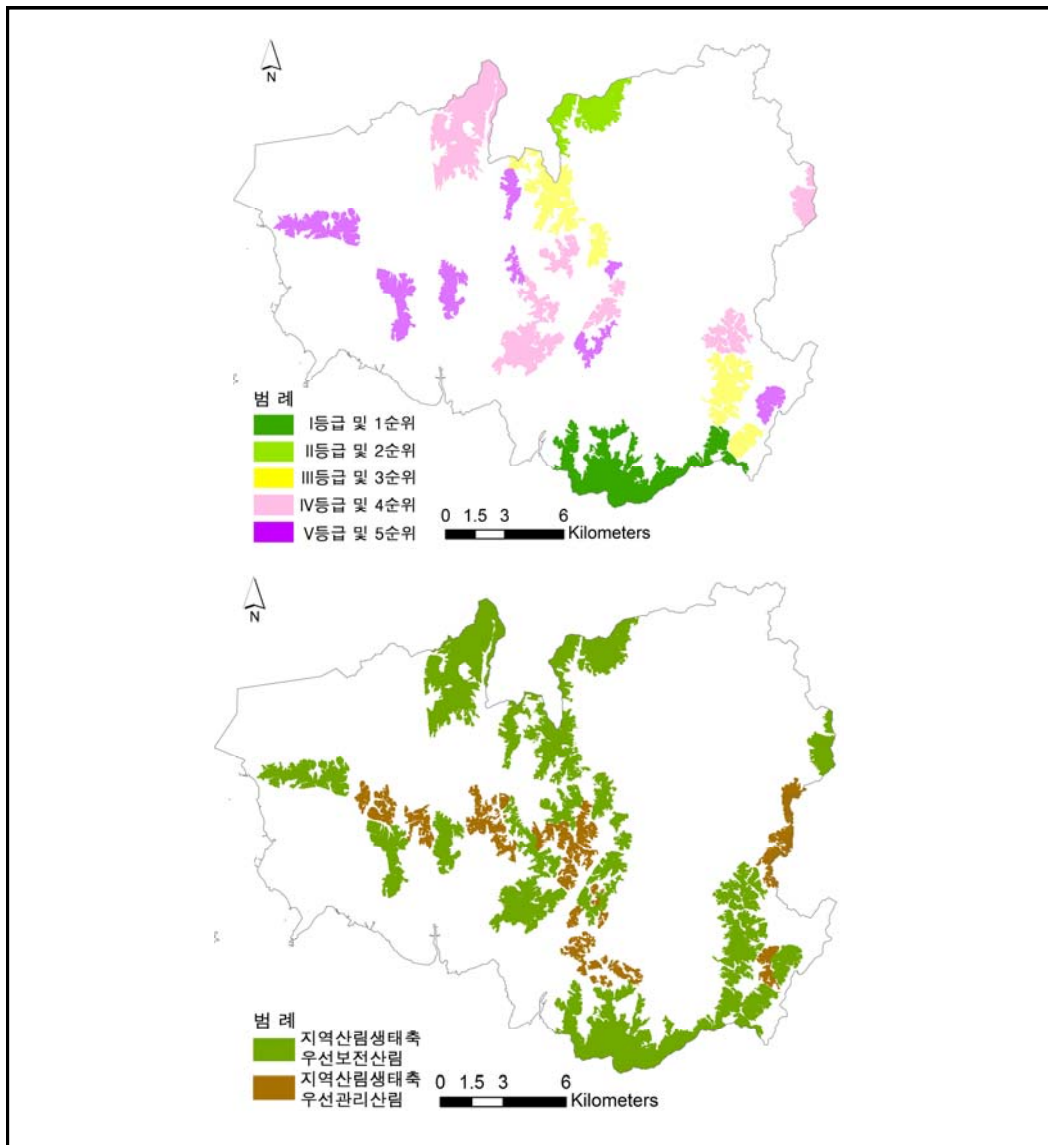 N
범 례
I등급 및 1순위
II등급 및 2순위
III등급 및 3순위
IV등급 및 4순위
V등급 및 5순위
0 1.5 3 6
Kilometers
N
범 례
지역산림생태축
우선보전산림
지역산림생태축
우선관리산림
0 1.5 3 6
Kilometers